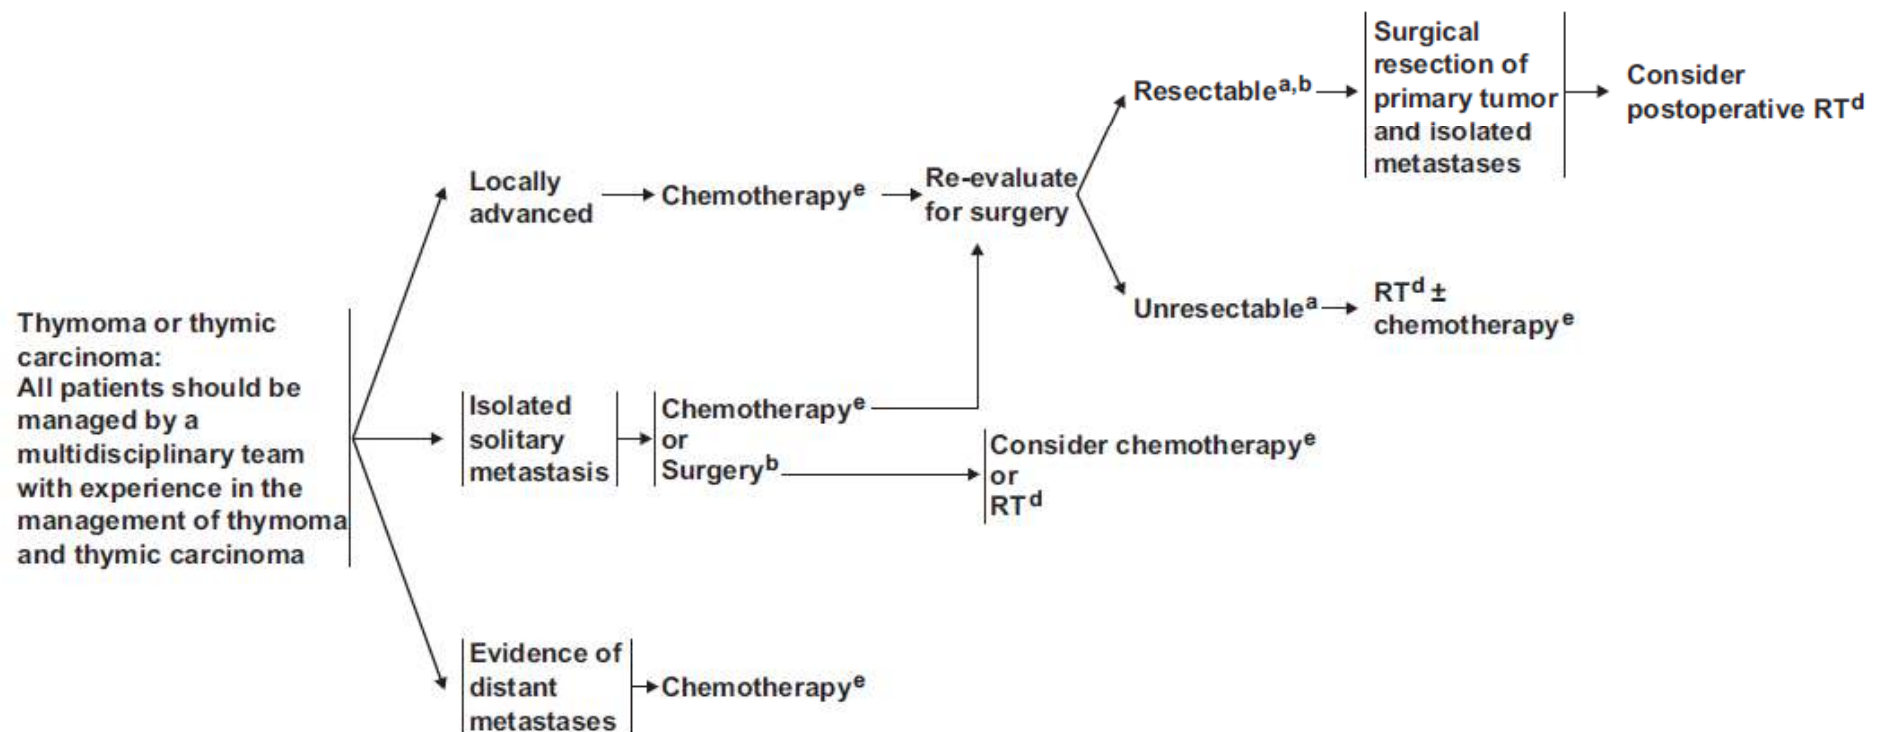 Thymoma or thymic
carcinoma:
All patients should be
managed by a
multidisciplinary team
with experience in the
management of thymoma
and thymic carcinoma
Locally
advanced
Chemotherapyᵉ
Re-evaluate
for surgery
Resectableᵃ,ᵇ
Surgical
resection of
primary tumor
and isolated
metastases
Consider
postoperative RTᵈ
Unresectableᵃ
RTᵈ ±
chemotherapyᵉ
Isolated
solitary
metastasis
Chemotherapyᵉ
or
Surgeryᵇ
Consider chemotherapyᵉ
or
RTᵈ
Evidence of
distant
metastases
Chemotherapyᵉ